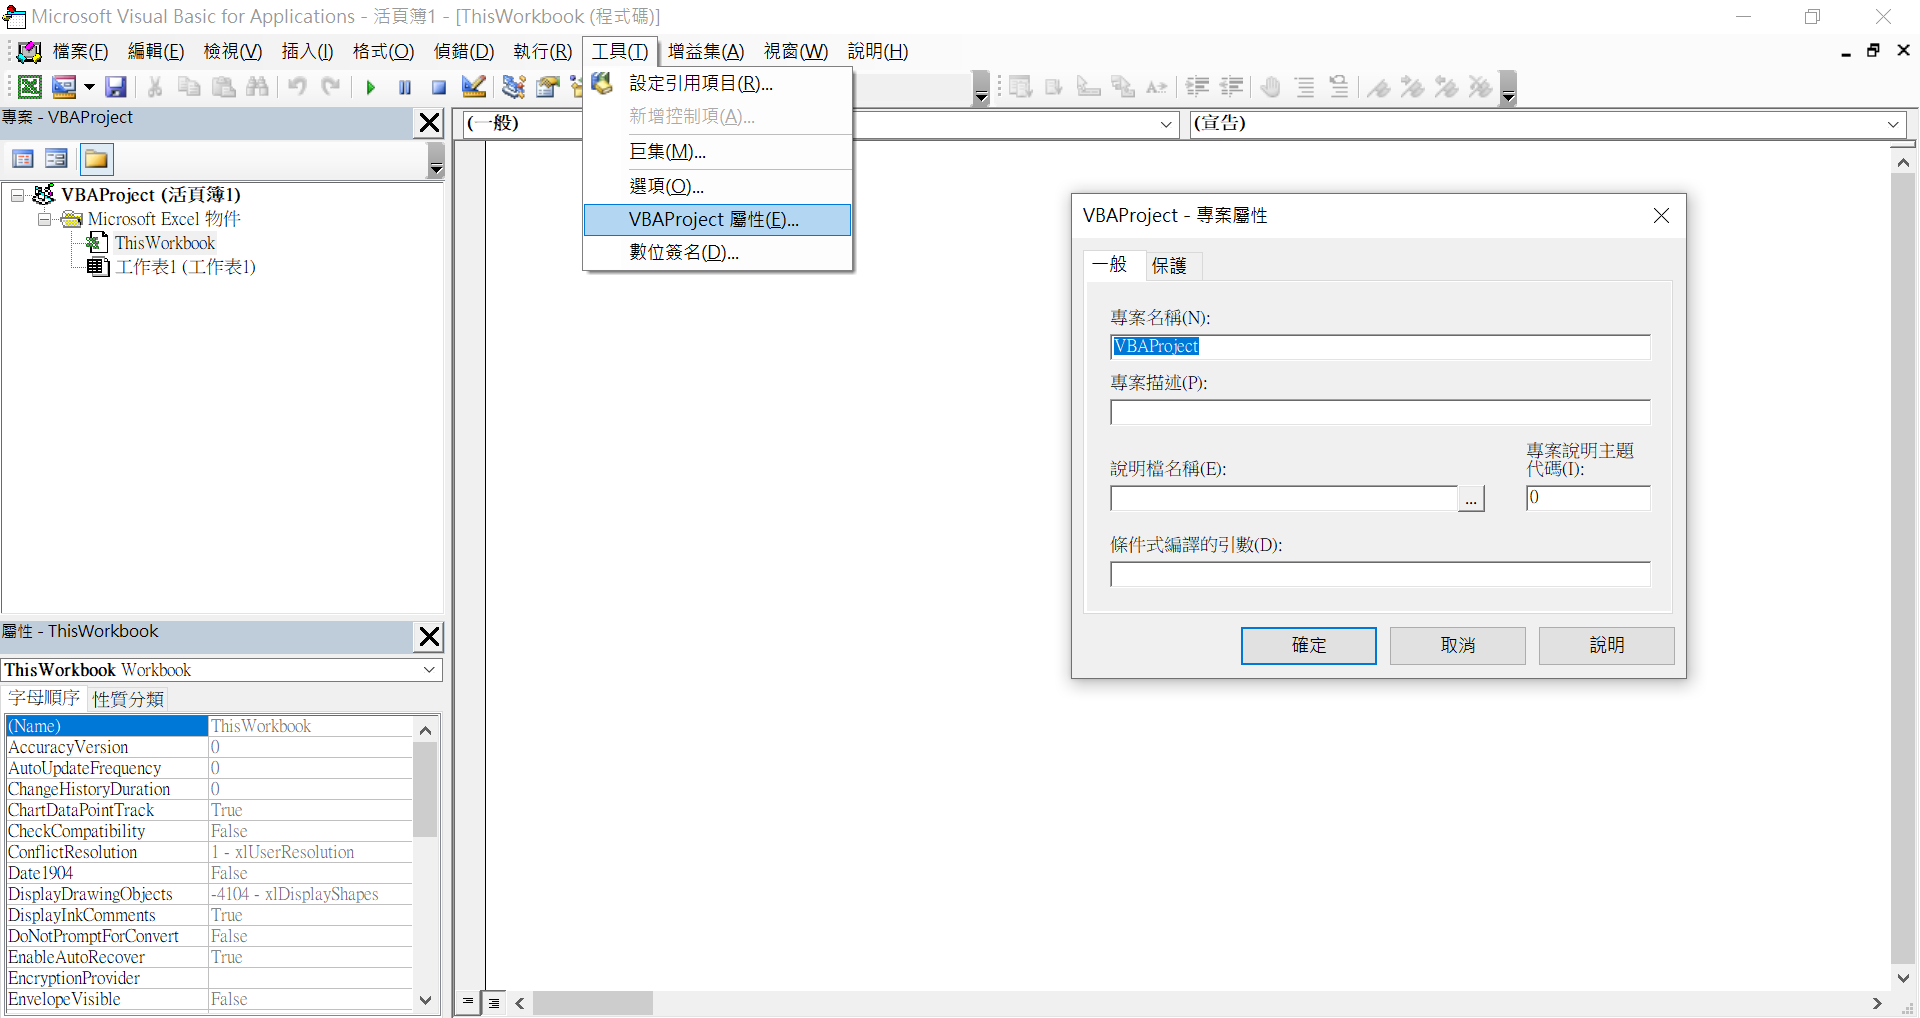 Microsoft Visual Basic for Applications - 活頁簿1 - [ThisWorkbook (程式碼)]
檔案(F) 編輯(E) 檢視(V) 插入(I) 格式(O) 偵錯(D) 執行(R) 工具(T) 增益集(A) 視窗(W) 說明(H)
設定引用項目(R)...
新增控制項(A)...
巨集(M)...
選項(O)...
VBAProject 屬性(E)...
數位簽名(D)...
專案 - VBAProject
(一般)
(宣告)
VBAProject (活頁簿1)
Microsoft Excel 物件
ThisWorkbook
工作表1 (工作表1)
VBAProject - 專案屬性
一般 保護
專案名稱(N):
VBAProject
專案描述(P):
說明檔名稱(E):
...
專案說明主題
代碼(I):
0
條件式編譯的引數(D):
確定 取消 說明
屬性 - ThisWorkbook
ThisWorkbook Workbook
字母順序 性質分類
(Name) ThisWorkbook
AccuracyVersion 0
AutoUpdateFrequency 0
ChangeHistoryDuration 0
ChartDataPointTrack True
CheckCompatibility False
ConflictResolution 1 - xlUserResolution
Date1904 False
DisplayDrawingObjects -4104 - xlDisplayShapes
DisplayInkComments True
DoNotPromptForConvert False
EnableAutoRecover True
EncryptionProvider
EnvelopeVisible False